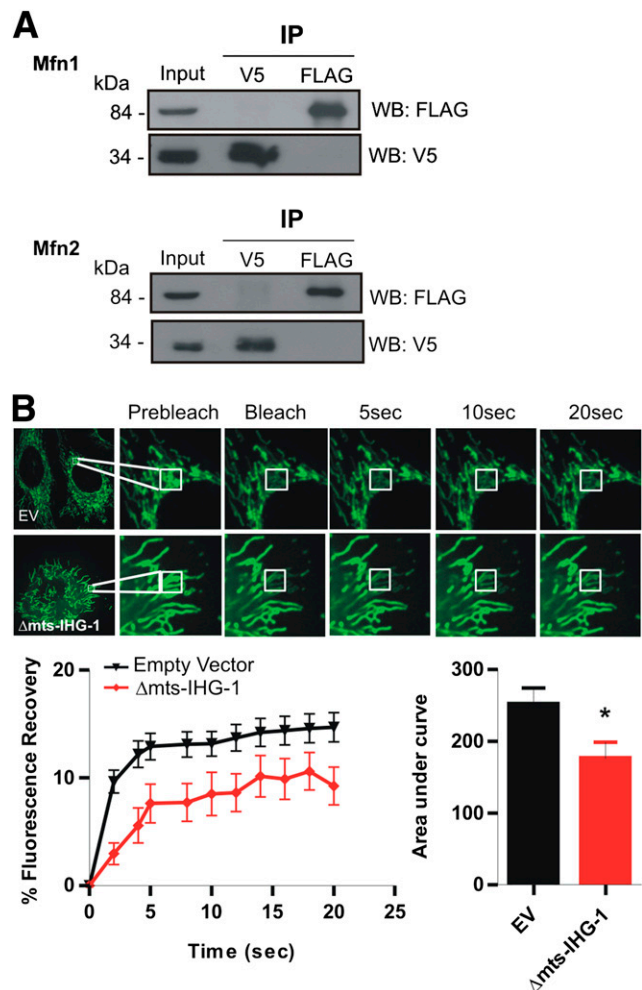 A
IP
Mfn1
kDa Input V5 FLAG
84 - WB: FLAG
34 - WB: V5
IP
Mfn2
kDa Input V5 FLAG
84 - WB: FLAG
34 - WB: V5
B
Prebleach Bleach 5sec 10sec 20sec
EV
Δmts-IHG-1
Empty Vector
Δmts-IHG-1
% Fluorescence Recovery
20
10
0
0 5 10 15 20 25
Time (sec)
Area under curve
300
200
100
0
*
EV
Δmts-IHG-1